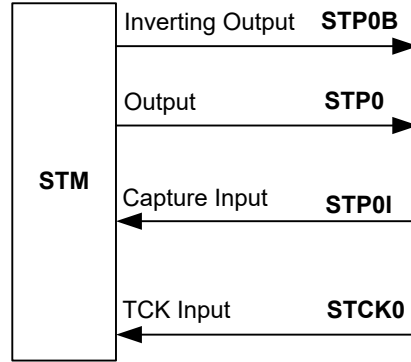 Inverting Output STP0B
Output STP0
STM
Capture Input STP0I
TCK Input STCK0